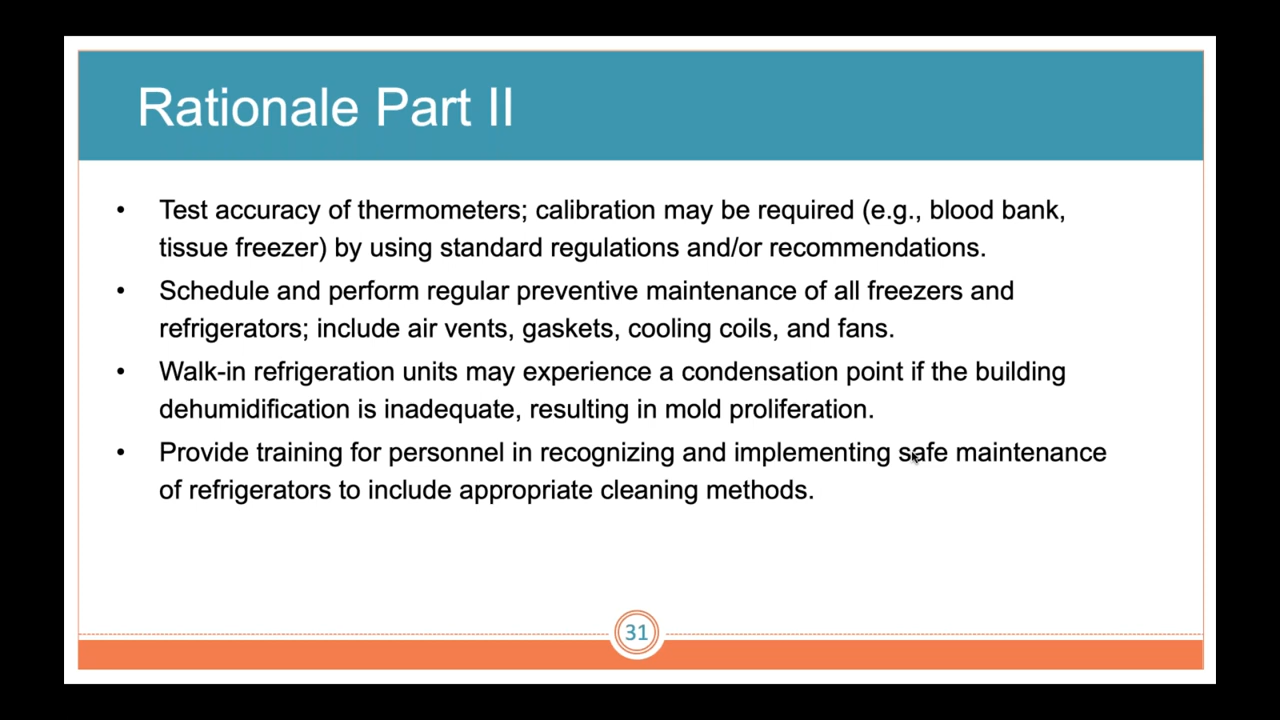 Rationale Part II
• Test accuracy of thermometers; calibration may be required (e.g., blood bank,
tissue freezer) by using standard regulations and/or recommendations.
• Schedule and perform regular preventive maintenance of all freezers and
refrigerators; include air vents, gaskets, cooling coils, and fans.
• Walk-in refrigeration units may experience a condensation point if the building
dehumidification is inadequate, resulting in mold proliferation.
• Provide training for personnel in recognizing and implementing safe maintenance
of refrigerators to include appropriate cleaning methods.
31